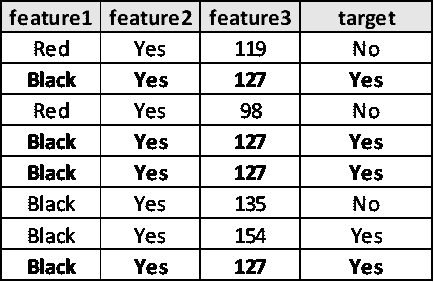 feature1 feature2 feature3 target
Red Yes 119 No
Black Yes 127 Yes
Red Yes 98 No
Black Yes 127 Yes
Black Yes 127 Yes
Black Yes 135 No
Black Yes 154 Yes
Black Yes 127 Yes